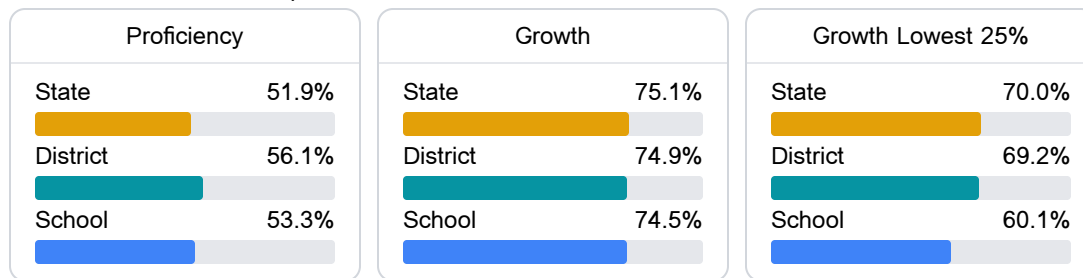 Proficiency
State 51.9%
District 56.1%
School 53.3%
Growth
State 75.1%
District 74.9%
School 74.5%
Growth Lowest 25%
State 70.0%
District 69.2%
School 60.1%